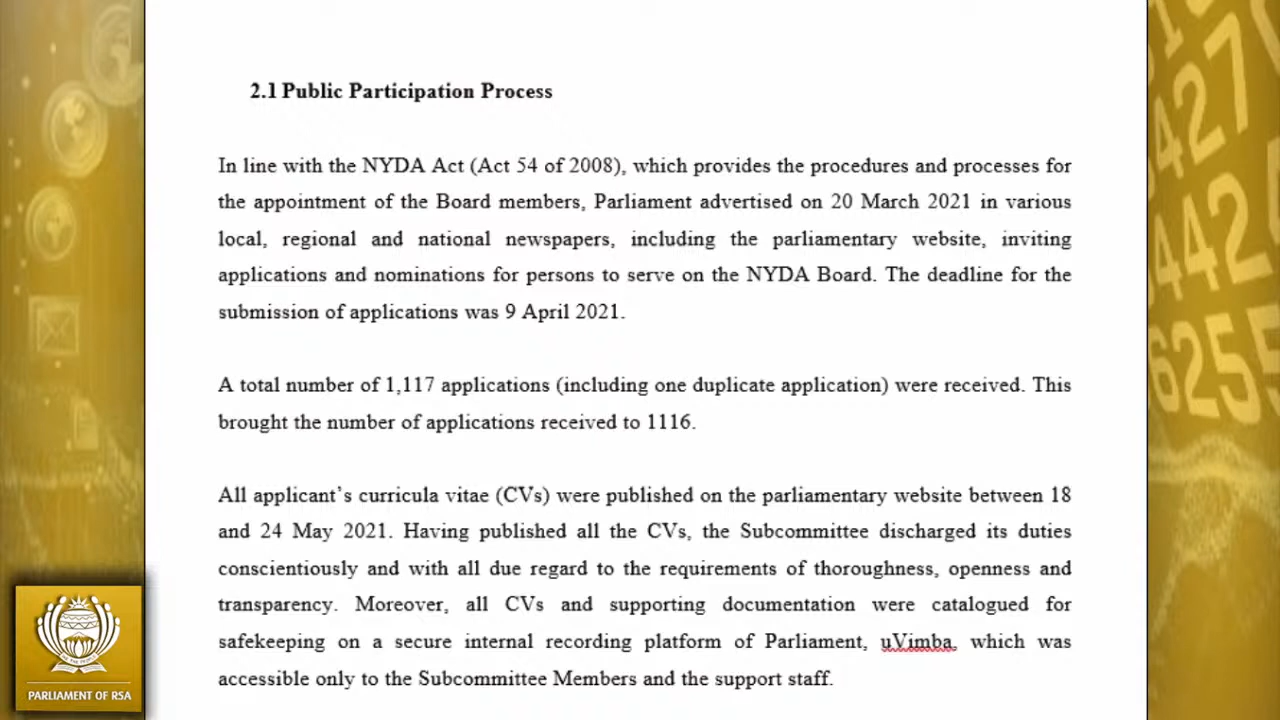 2.1 Public Participation Process
In line with the NYDA Act (Act 54 of 2008), which provides the procedures and processes for
the appointment of the Board members, Parliament advertised on 20 March 2021 in various
local, regional and national newspapers, including the parliamentary website, inviting
applications and nominations for persons to serve on the NYDA Board. The deadline for the
submission of applications was 9 April 2021.
A total number of 1,117 applications (including one duplicate application) were received. This
brought the number of applications received to 1116.
All applicant's curricula vitae (CVs) were published on the parliamentary website between 18
and 24 May 2021. Having published all the CVs, the Subcommittee discharged its duties
conscientiously and with all due regard to the requirements of thoroughness, openness and
transparency. Moreover, all CVs and supporting documentation were catalogued for
safekeeping on a secure internal recording platform of Parliament, uVimba, which was
accessible only to the Subcommittee Members and the support staff.
PARLIAMENT OF RSA
427
442
6255